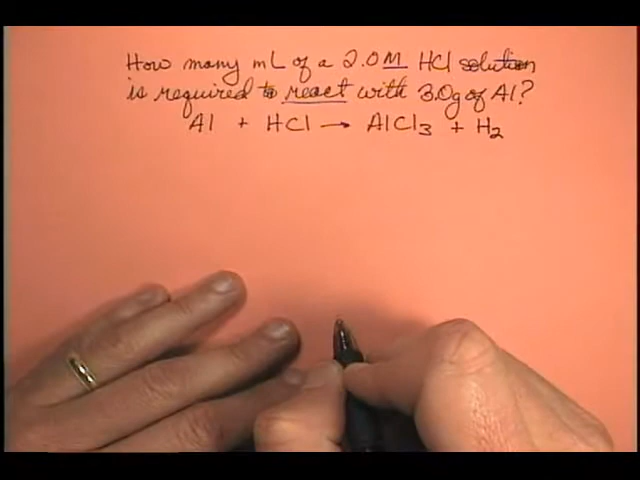 How many mL of a 2.0 M HCl solution
is required to react with 3.0g of Al?
Al + HCl → AlCl₃ + H₂